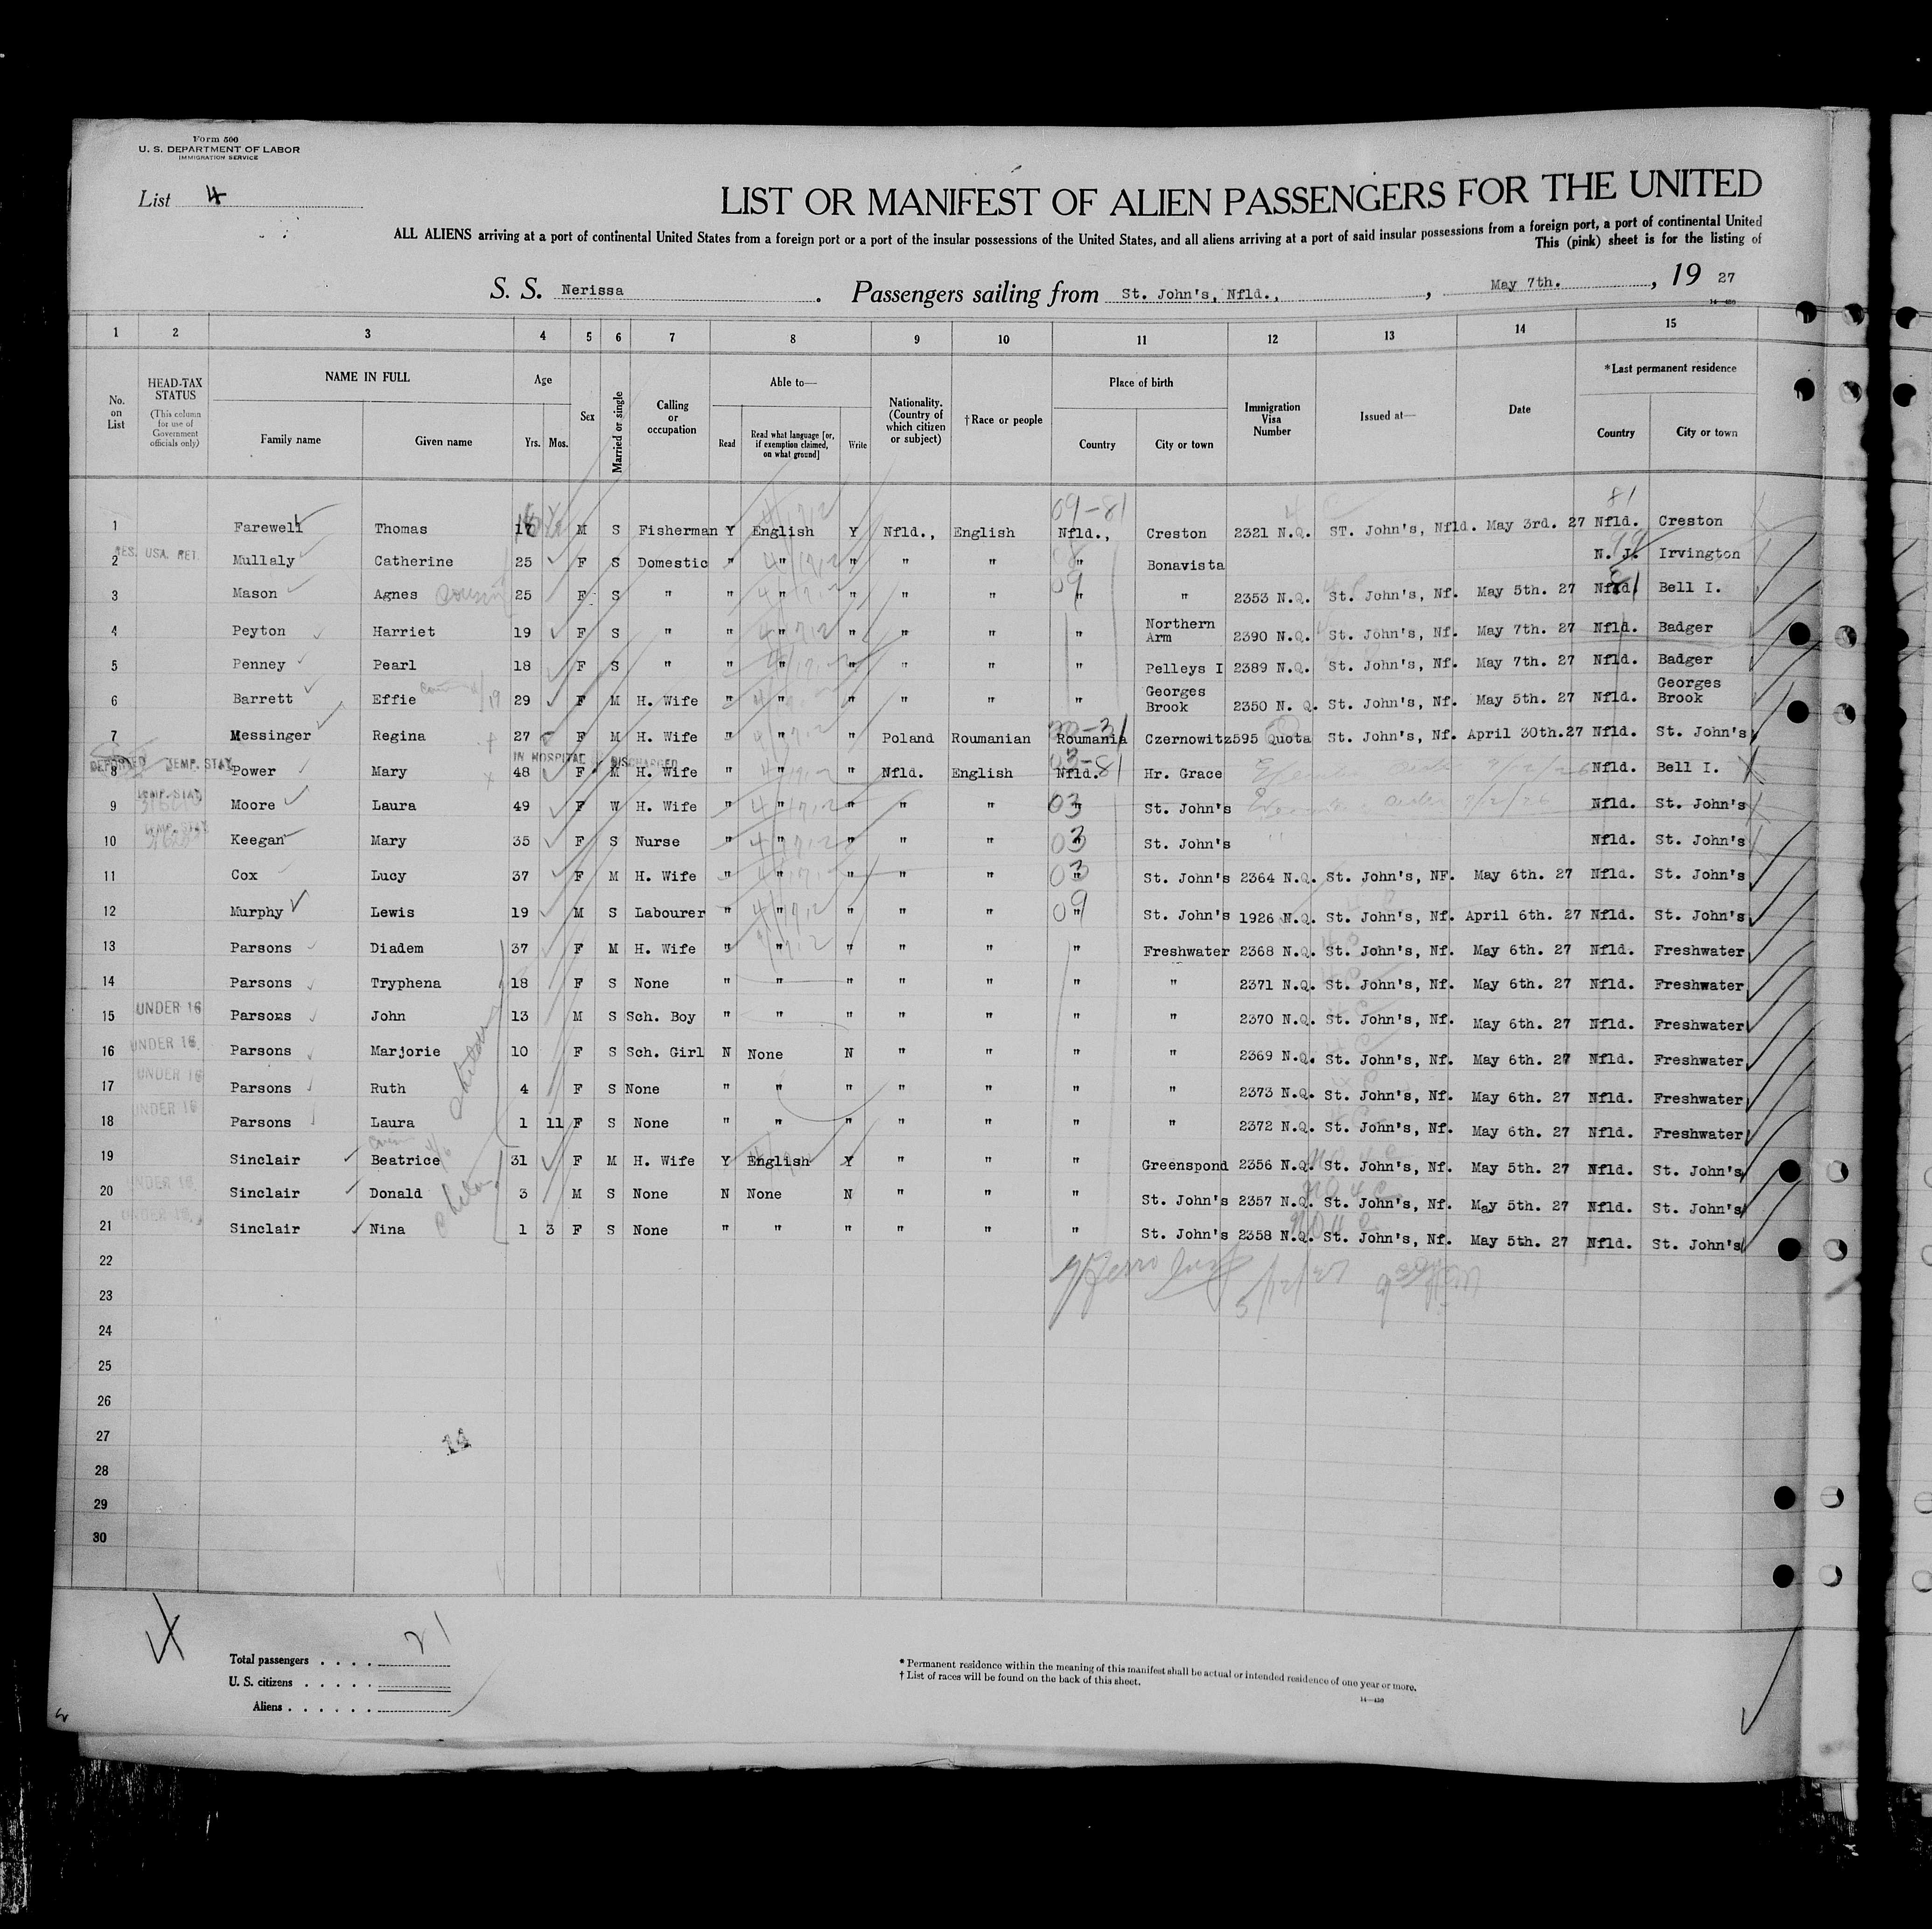 Form 500
U. S. DEPARTMENT OF LABOR
IMMIGRATION SERVICE
List 4
LIST OR MANIFEST OF ALIEN PASSENGERS FOR THE UNITED
ALL ALIENS arriving at a port of continental United States from a foreign port or a port of the insular possessions of the United States, and all aliens arriving at a port of said insular possessions from a foreign port, a port of continental United
This (pink) sheet is for the listing of
S. S. Nerissa . Passengers sailing from St. John's, Nfld., , May 7th. , 19 27
14—430
1 2 3 4 5 6 7 8 9 10 11 12 13 14 15
No. on List
HEAD-TAX STATUS (This column for use of Government officials only)
NAME IN FULL
Family name Given name
Age
Yrs. Mos.
Sex
Married or single
Calling or occupation
Able to—
Read
Read what language [or, if exemption claimed, on what ground]
Write
Nationality. (Country of which citizen or subject)
†Race or people
Place of birth
Country City or town
Immigration Visa Number
Issued at—
Date
*Last permanent residence
Country City or town
09-81 81
1 Farewell Thomas M S Fisherman Y English Y Nfld., English Nfld., Creston 2321 N.Q. ST. John's, Nfld. May 3rd. 27 Nfld. Creston
2 RES. USA. RET. Mullaly Catherine 25 F S Domestic " " " " " " Bonavista N. J. Irvington
3 Mason Agnes cousin 25 F S " " " " " " 09 " " 2353 N.Q. St. John's, Nf. May 5th. 27 Nfld. Bell I.
4 Peyton Harriet 19 F S " " " " " " " Northern Arm 2390 N.Q. St. John's, Nf. May 7th. 27 Nfld. Badger
5 Penney Pearl 18 F S " " " " " " " Pelleys I 2389 N.Q. St. John's, Nf. May 7th. 27 Nfld. Badger
6 Barrett Effie 29 F M H. Wife " " " " " " Georges Brook 2350 N. Q. St. John's, Nf. May 5th. 27 Nfld. Georges Brook
7 Messinger Regina 27 F M H. Wife " " " Poland Roumanian Roumania Czernowitz 595 Quota St. John's, Nf. April 30th.27 Nfld. St. John's
IN HOSPITAL DISCHARGED 03-81
8 DEPORTED TEMP. STAY Power Mary 48 F M H. Wife " " " Nfld. English Nfld. Hr. Grace Nfld. Bell I.
9 TEMP. STAY Moore Laura 49 F W H. Wife " " " " " 03 " St. John's Nfld. St. John's
10 TEMP. STAY Keegan Mary 35 S F Nurse " " " " " 03 " St. John's Nfld. St. John's
11 Cox Lucy 37 F M H. Wife " " " " " 03 " St. John's 2364 N.Q. St. John's, NF. May 6th. 27 Nfld. St. John's
12 Murphy Lewis 19 M S Labourer " " " " " 09 " St. John's 1926 N.Q. St. John's, Nf. April 6th. 27 Nfld. St. John's
13 Parsons Diadem 37 F M H. Wife " " " " " " Freshwater 2368 N.Q. St. John's, Nf. May 6th. 27 Nfld. Freshwater
14 Parsons Tryphena 18 F S None " " " " " " " 2371 N.Q. St. John's, Nf. May 6th. 27 Nfld. Freshwater
15 UNDER 16 Parsons John 13 M S Sch. Boy " " " " " " " 2370 N.Q. St. John's, Nf. May 6th. 27 Nfld. Freshwater
16 UNDER 16. Parsons Marjorie 10 F S Sch. Girl N None N " " " " 2369 N.Q. St. John's, Nf. May 6th. 27 Nfld. Freshwater
17 UNDER 16 Parsons Ruth 4 F S None " " " " " " " 2373 N.Q. St. John's, Nf. May 6th. 27 Nfld. Freshwater
18 UNDER 16 Parsons Laura 1 11 F S None " " " " " " " 2372 N.Q. St. John's, Nf. May 6th. 27 Nfld. Freshwater
19 Sinclair Beatrice 31 F M H. Wife Y English Y " " " Greenspond 2356 N.Q. St. John's, Nf. May 5th. 27 Nfld. St. John's
20 UNDER 16. Sinclair Donald 3 M S None N None N " " " St. John's 2357 N.Q. St. John's, Nf. May 5th. 27 Nfld. St. John's
21 UNDER 16. Sinclair Nina 1 3 F S None " " " " " " St. John's 2358 N.Q. St. John's, Nf. May 5th. 27 Nfld. St. John's
22
23
24
25
26
27
28
29
30
Total passengers . . . . 21
U. S. citizens . . . . .
Aliens . . . . . .
* Permanent residence within the meaning of this manifest shall be actual or intended residence of one year or more.
† List of races will be found on the back of this sheet.
14—430